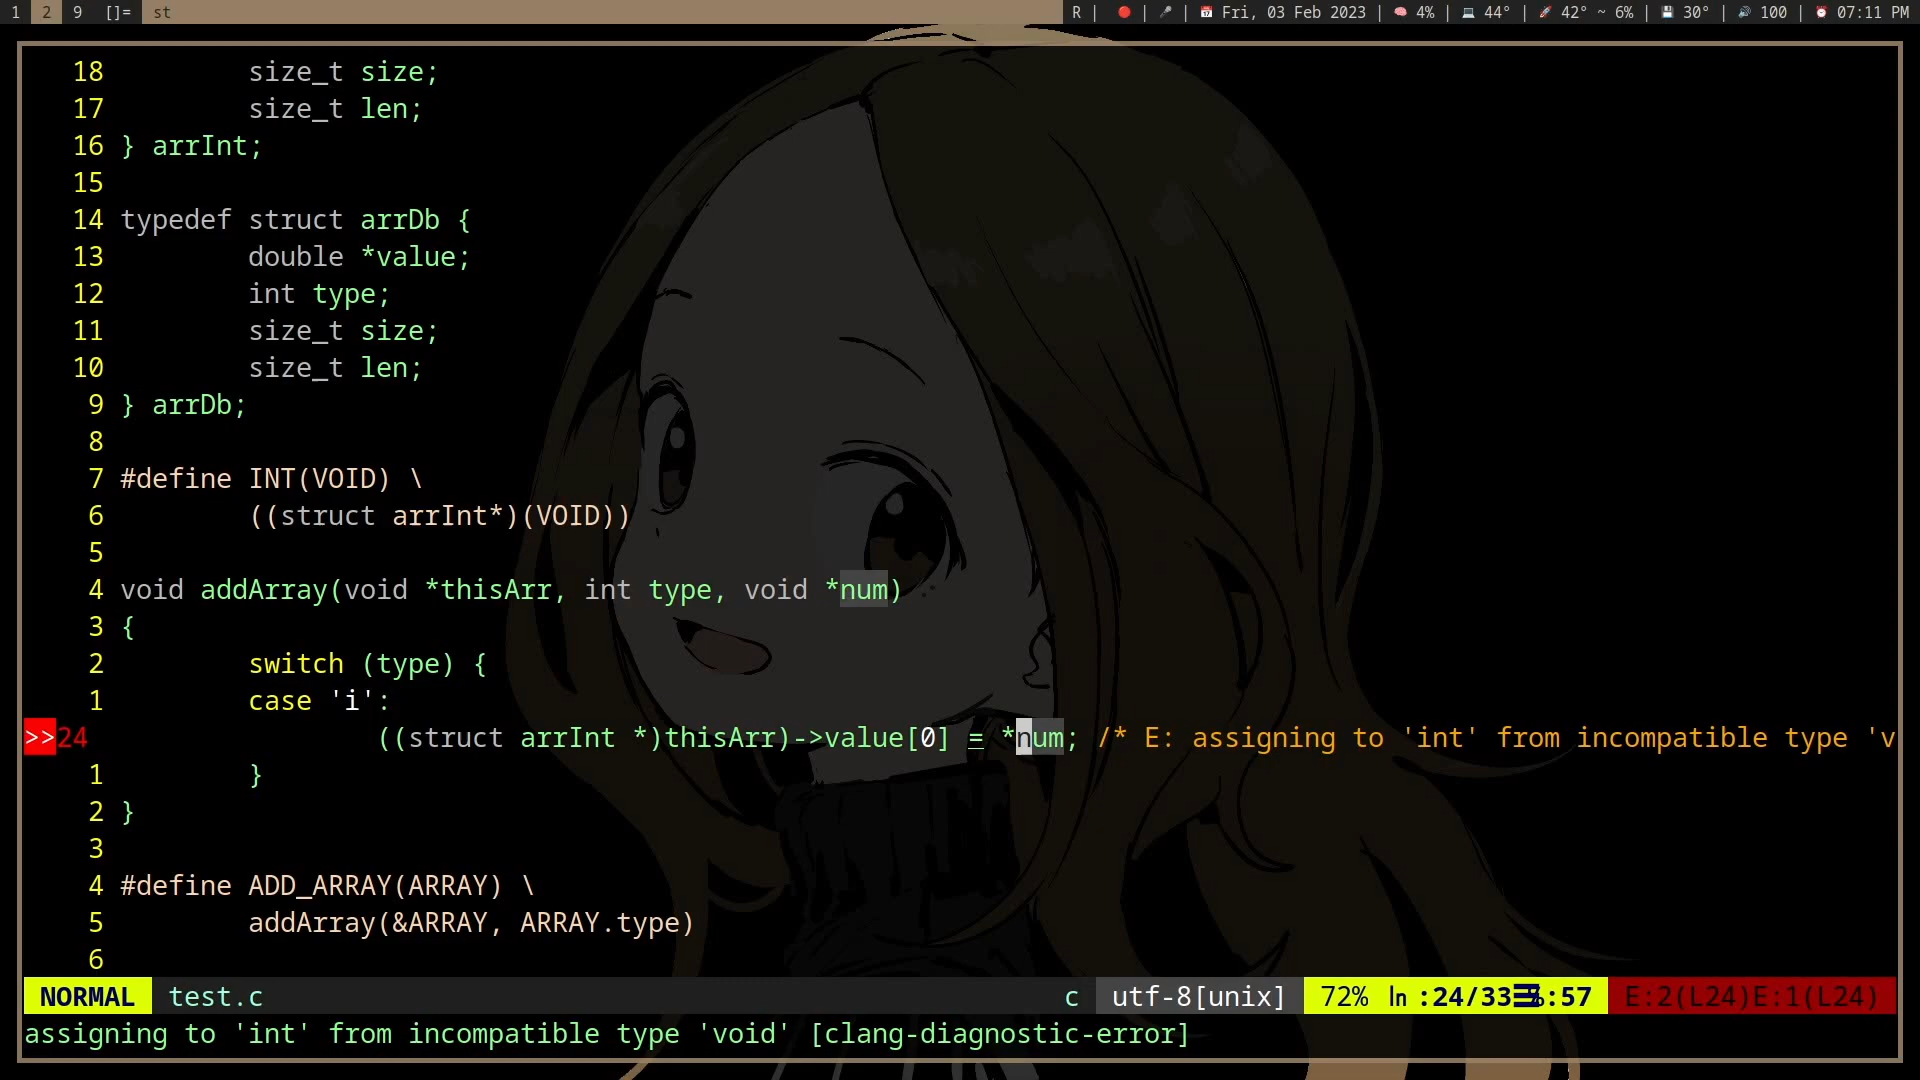 1 2 9 []= st R | | | Fri, 03 Feb 2023 | 4% | 44° | 42° ~ 6% | 30° | 100 | 07:11 PM
18 size_t size;
17 size_t len;
16 } arrInt;
15
14 typedef struct arrDb {
13 double *value;
12 int type;
11 size_t size;
10 size_t len;
9 } arrDb;
8
7 #define INT(VOID) \
6 ((struct arrInt*)(VOID))
5
4 void addArray(void *thisArr, int type, void *num)
3 {
2 switch (type) {
1 case 'i':
>>24 ((struct arrInt *)thisArr)->value[0] = *num; /* E: assigning to 'int' from incompatible type 'v
1 }
2 }
3
4 #define ADD_ARRAY(ARRAY) \
5 addArray(&ARRAY, ARRAY.type)
6
NORMAL test.c c utf-8[unix] 72% ln :24/33☰:57 E:2(L24)E:1(L24)
assigning to 'int' from incompatible type 'void' [clang-diagnostic-error]